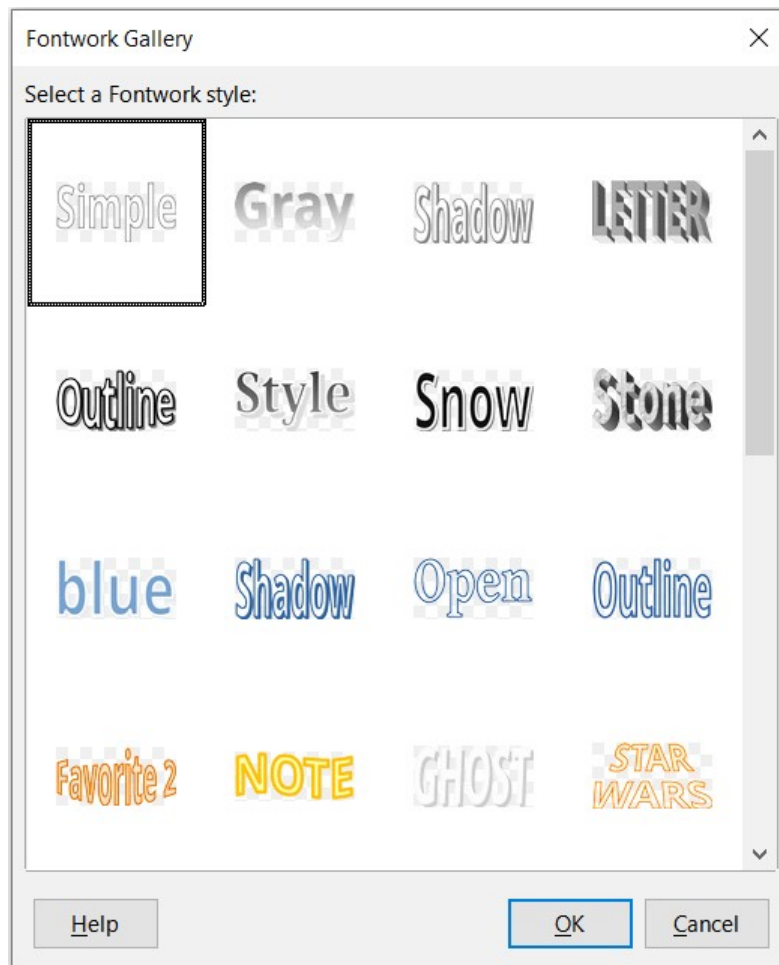 Fontwork Gallery
Select a Fontwork style:
Simple Gray Shadow LETTER
Outline Style Snow Stone
blue Shadow Open Outline
Favorite 2 NOTE GHOST STAR
WARS
Help OK Cancel